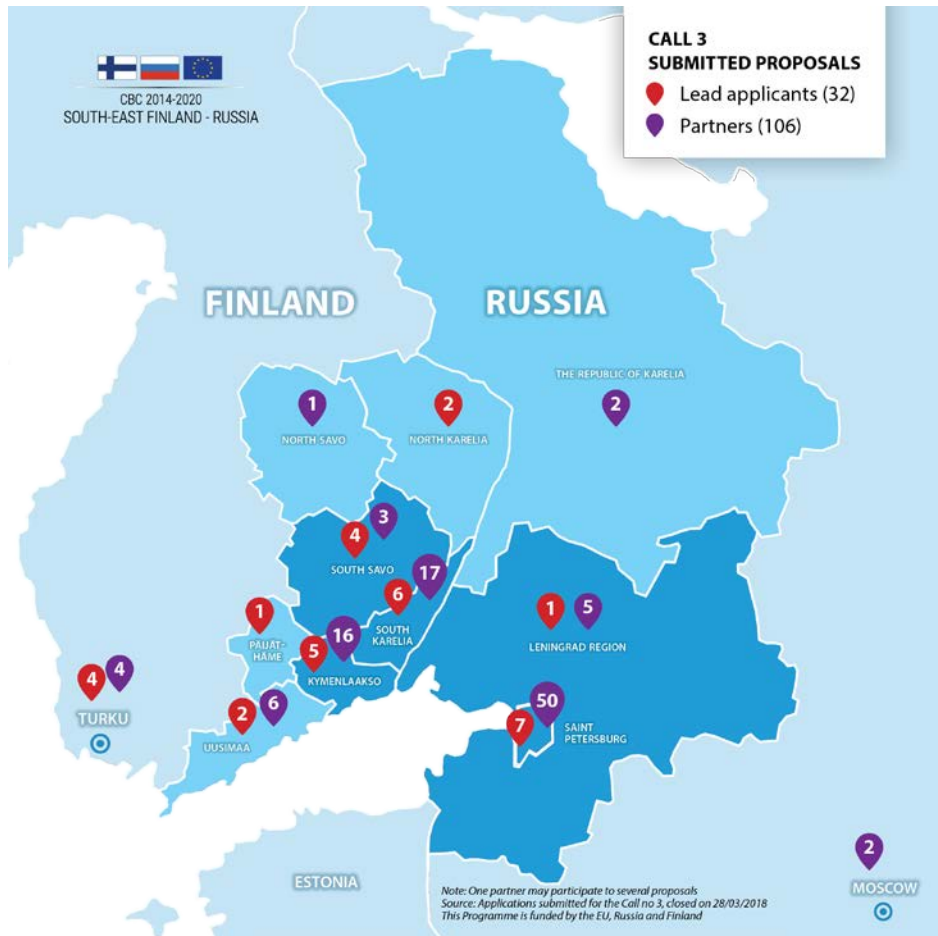 CALL 3
SUBMITTED PROPOSALS
Lead applicants (32)
Partners (106)
CBC 2014-2020
SOUTH-EAST FINLAND - RUSSIA
FINLAND
RUSSIA
THE REPUBLIC OF KARELIA
2
1
NORTH SAVO
2
NORTH KARELIA
3
4
SOUTH SAVO
17
6
SOUTH
KARELIA
1
PÄIJÄT-
HÄME
16
5
KYMENLAAKSO
1
5
LENINGRAD REGION
4
4
TURKU
2
6
UUSIMAA
50
7
SAINT
PETERSBURG
2
MOSCOW
ESTONIA
Note: One partner may participate to several proposals
Source: Applications submitted for the Call no 3, closed on 28/03/2018
This Programme is funded by the EU, Russia and Finland